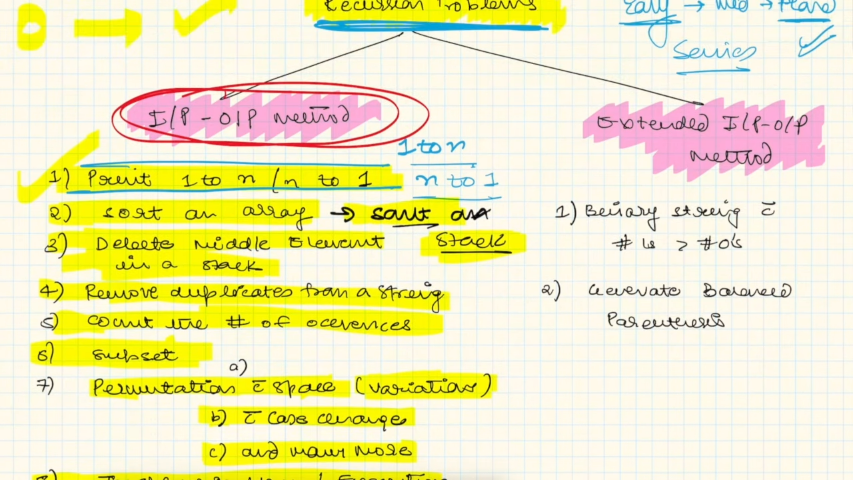 Recursion Problems
Easy → Med → Hard
Series
I/P - O/P method
Extended I/P-O/P
method
1 to n
n to 1
1) Print 1 to n / n to 1
2) sort an array → sort a
3) Delete Middle Element Stack
in a stack
4) Remove duplicates from a string
5) count the # of occurences
6) subset
7) Permutation c̄ space (variation)
a)
b) c̄ case change
c) and many more
8)
1) Binary string c̄
# 1s > # 0s
2) Generate Balanced
Parenthesis